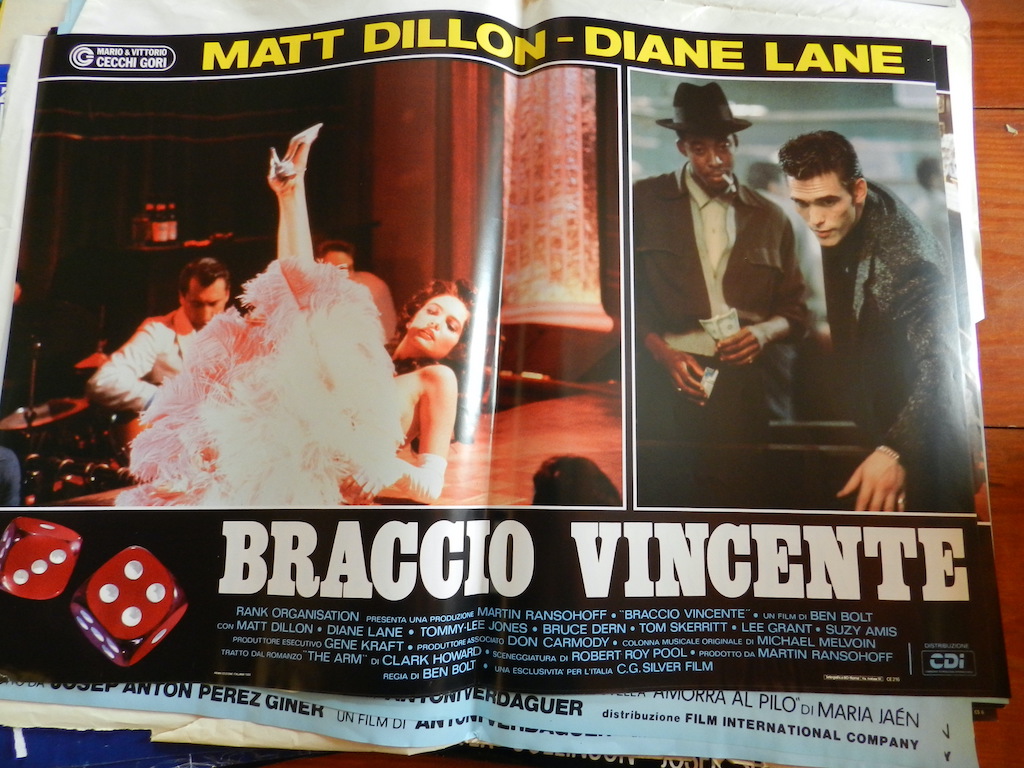 MARIO & VITTORIO
CECCHI GORI
MATT DILLON - DIANE LANE
BRACCIO VINCENTE
RANK ORGANISATION PRESENTA UNA PRODUZIONE MARTIN RANSOHOFF • "BRACCIO VINCENTE" • UN FILM DI BEN BOLT
CON MATT DILLON • DIANE LANE • TOMMY-LEE JONES • BRUCE DERN • TOM SKERRITT • LEE GRANT • SUZY AMIS
PRODUTTORE ESECUTIVO GENE KRAFT • PRODUTTORE ASSOCIATO DON CARMODY • COLONNA MUSICALE ORIGINALE DI MICHAEL MELVOIN
TRATTO DAL ROMANZO "THE ARM" DI CLARK HOWARD • SCENEGGIATURA DI ROBERT ROY POOL • PRODOTTO DA MARTIN RANSOHOFF
REGIA DI BEN BOLT • UNA ESCLUSIVITA' PER L'ITALIA C.G. SILVER FILM
DISTRIBUZIONE
CDI
DA JOSEP ANTON PEREZ GINER UN FILM DI ANTONI VERDAGUER
"AMORRA AL PILO" DI MARIA JAÉN
distribuzione FILM INTERNATIONAL COMPANY